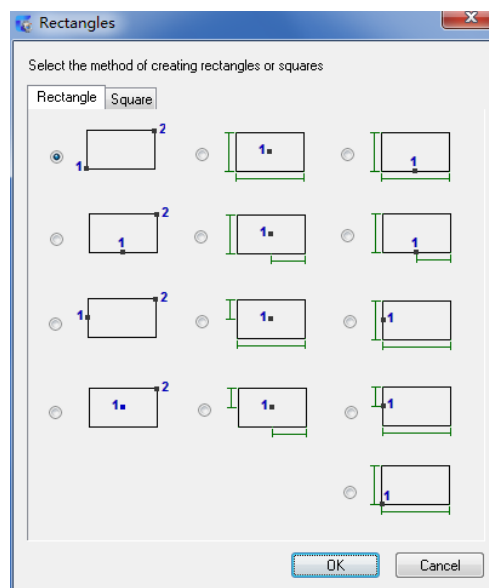 Rectangles
Select the method of creating rectangles or squares
Rectangle Square
2
1 1 1
2
1 1 1
2
1 1 1
2
1 1 1
1
OK Cancel